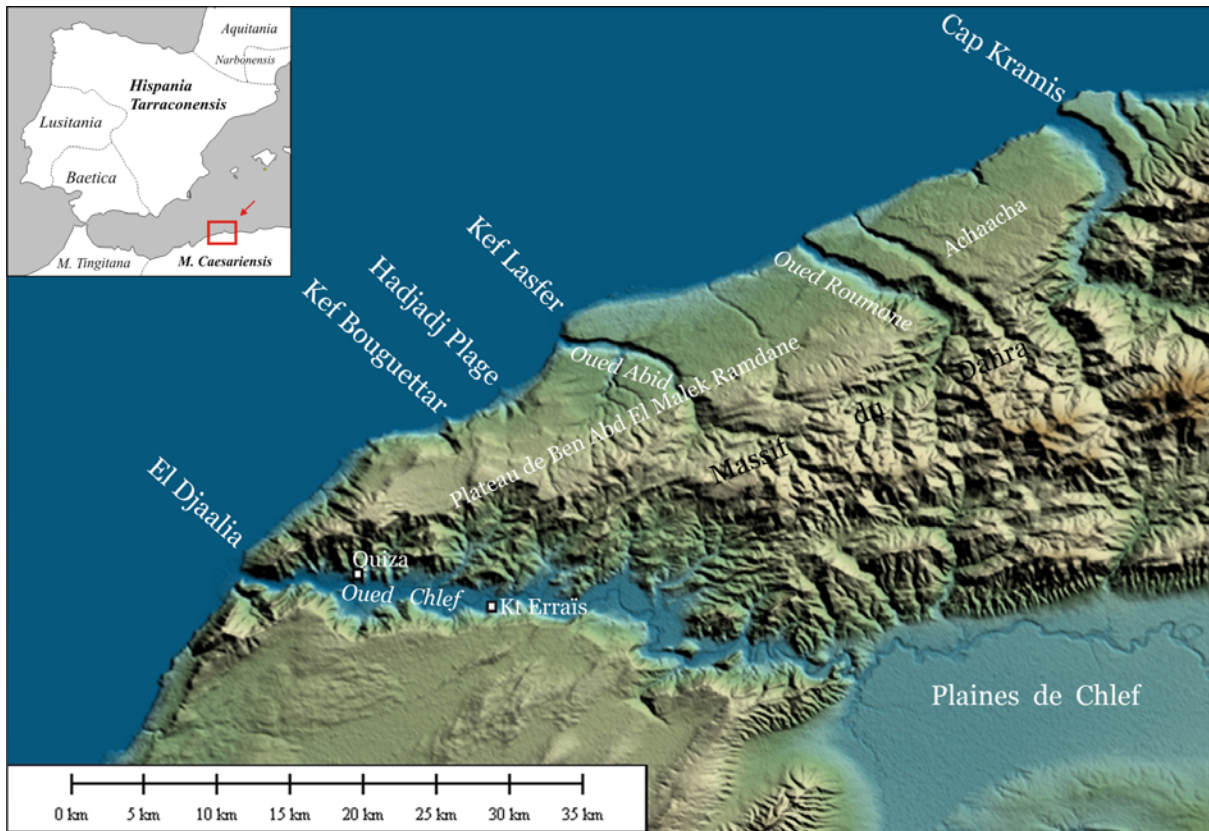 Aquitania
Narbonensis
Hispania
Tarraconensis
Lusitania
Baetica
M. Tingitana
M. Caesariensis
Cap Kramis
Achaacha
Oued Roumane
Kef Lasfer
Hadjadj Plage
Kef Bouguettar
Oued Abid
Plateau de Ben Abd El Malek Ramdane
Massif du Dahra
El Djaalia
Quiza
Oued Chlef
Kt Erraïs
Plaines de Chlef
0 km 5 km 10 km 15 km 20 km 25 km 30 km 35 km